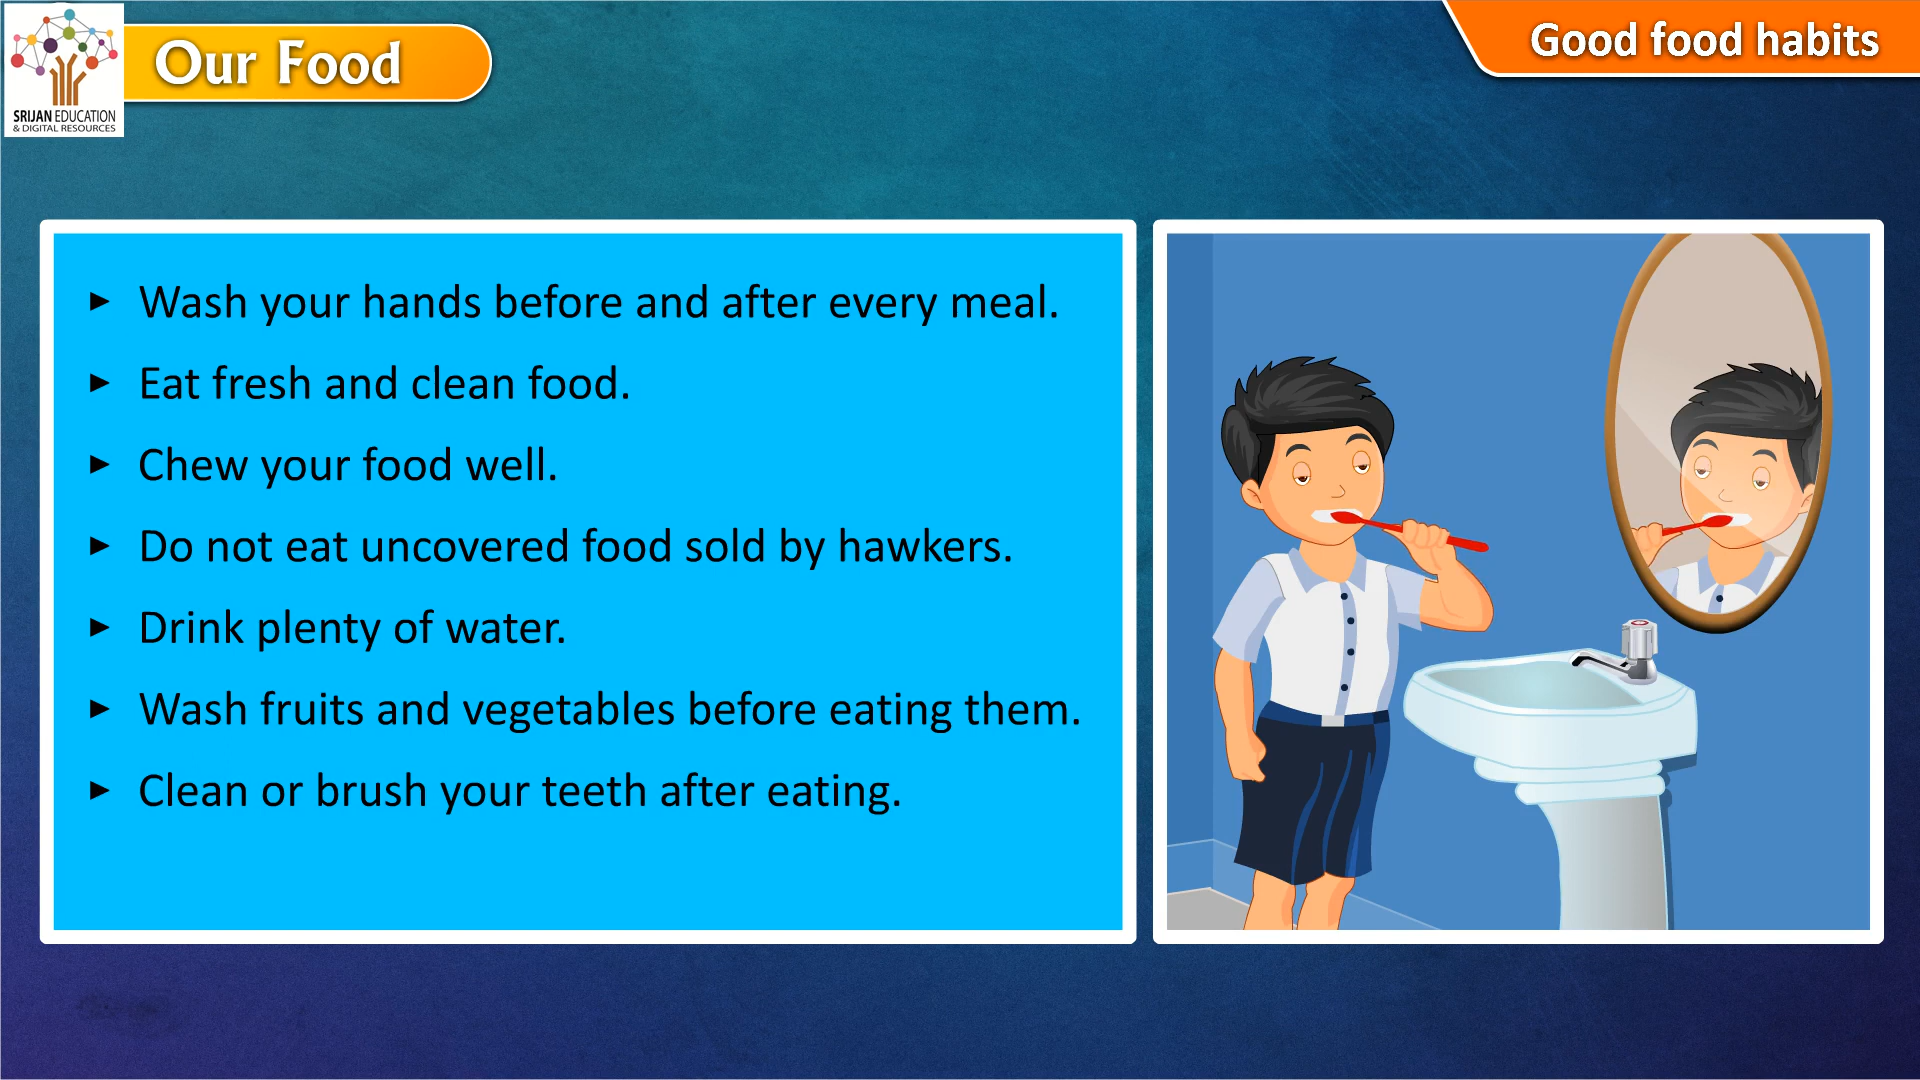 Our Food
Good food habits
SRIJAN EDUCATION
& DIGITAL RESOURCES
► Wash your hands before and after every meal.
► Eat fresh and clean food.
► Chew your food well.
► Do not eat uncovered food sold by hawkers.
► Drink plenty of water.
► Wash fruits and vegetables before eating them.
► Clean or brush your teeth after eating.